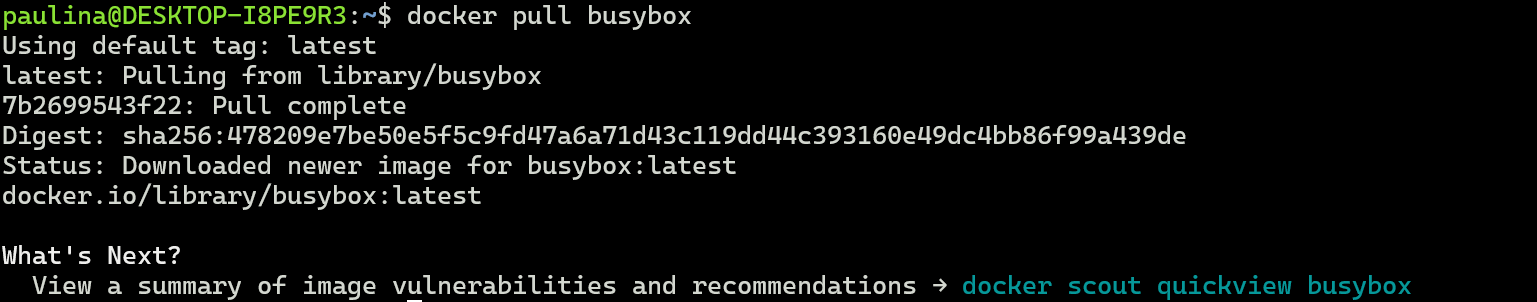 paulina@DESKTOP-I8PE9R3:~$ docker pull busybox
Using default tag: latest
latest: Pulling from library/busybox
7b2699543f22: Pull complete
Digest: sha256:478209e7be50e5f5c9fd47a6a71d43c119dd44c393160e49dc4bb86f99a439de
Status: Downloaded newer image for busybox:latest
docker.io/library/busybox:latest

What's Next?
  View a summary of image vulnerabilities and recommendations → docker scout quickview busybox